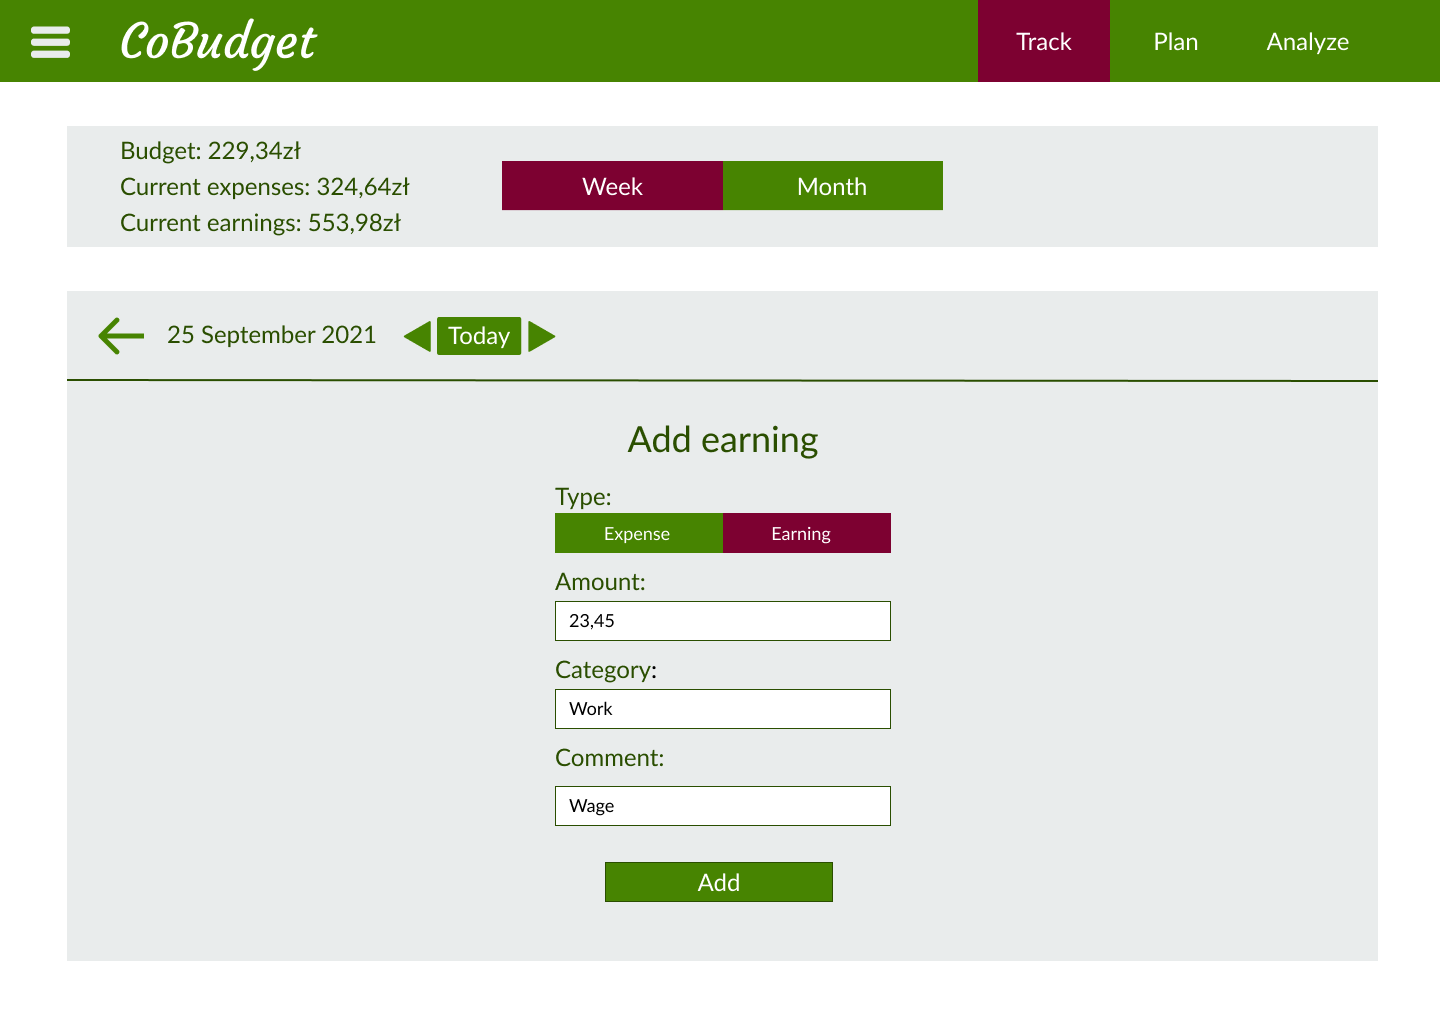 CoBudget
Track
Plan
Analyze
Budget: 229,34zł
Current expenses: 324,64zł
Current earnings: 553,98zł
Week
Month
25 September 2021
Today
Add earning
Type:
Expense
Earning
Amount:
23,45
Category:
Work
Comment:
Wage
Add